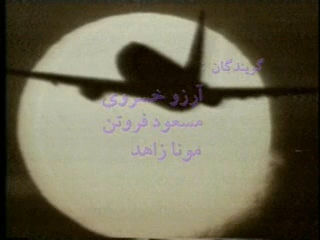 گویندگان
آرزو خسروی
مسعود فروتن
مونا زاهد